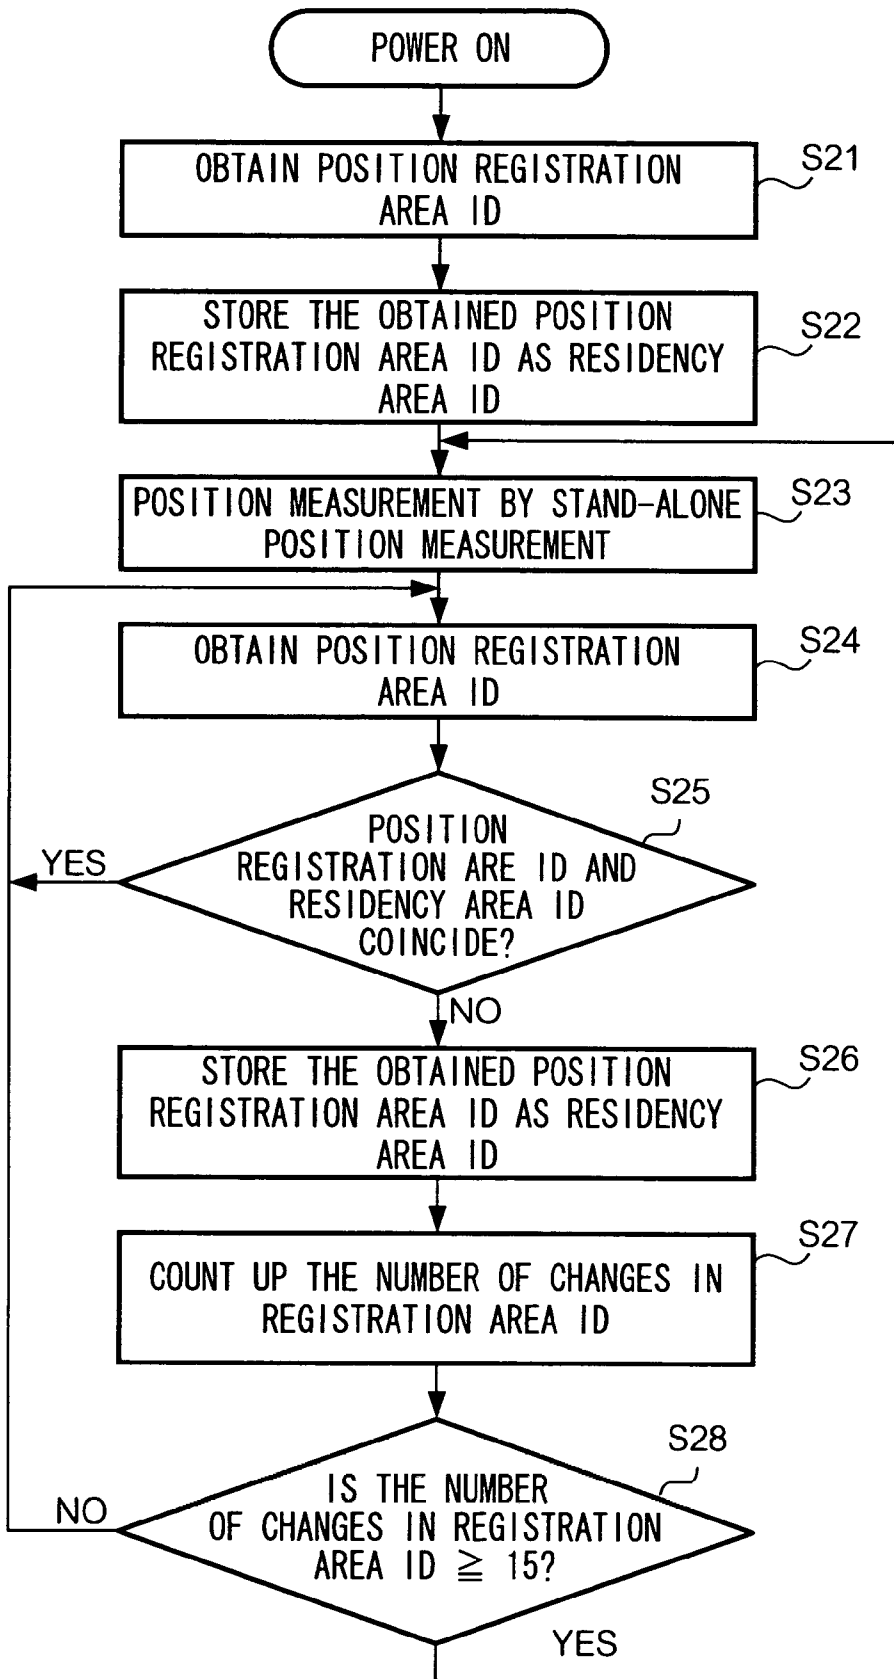 POWER ON
OBTAIN POSITION REGISTRATION
AREA ID
S21
STORE THE OBTAINED POSITION
REGISTRATION AREA ID AS RESIDENCY
AREA ID
S22
POSITION MEASUREMENT BY STAND-ALONE
POSITION MEASUREMENT
S23
OBTAIN POSITION REGISTRATION
AREA ID
S24
S25
POSITION
REGISTRATION ARE ID AND
RESIDENCY AREA ID
COINCIDE?
YES
NO
STORE THE OBTAINED POSITION
REGISTRATION AREA ID AS RESIDENCY
AREA ID
S26
COUNT UP THE NUMBER OF CHANGES IN
REGISTRATION AREA ID
S27
S28
IS THE NUMBER
OF CHANGES IN REGISTRATION
AREA ID ≧ 15?
NO
YES